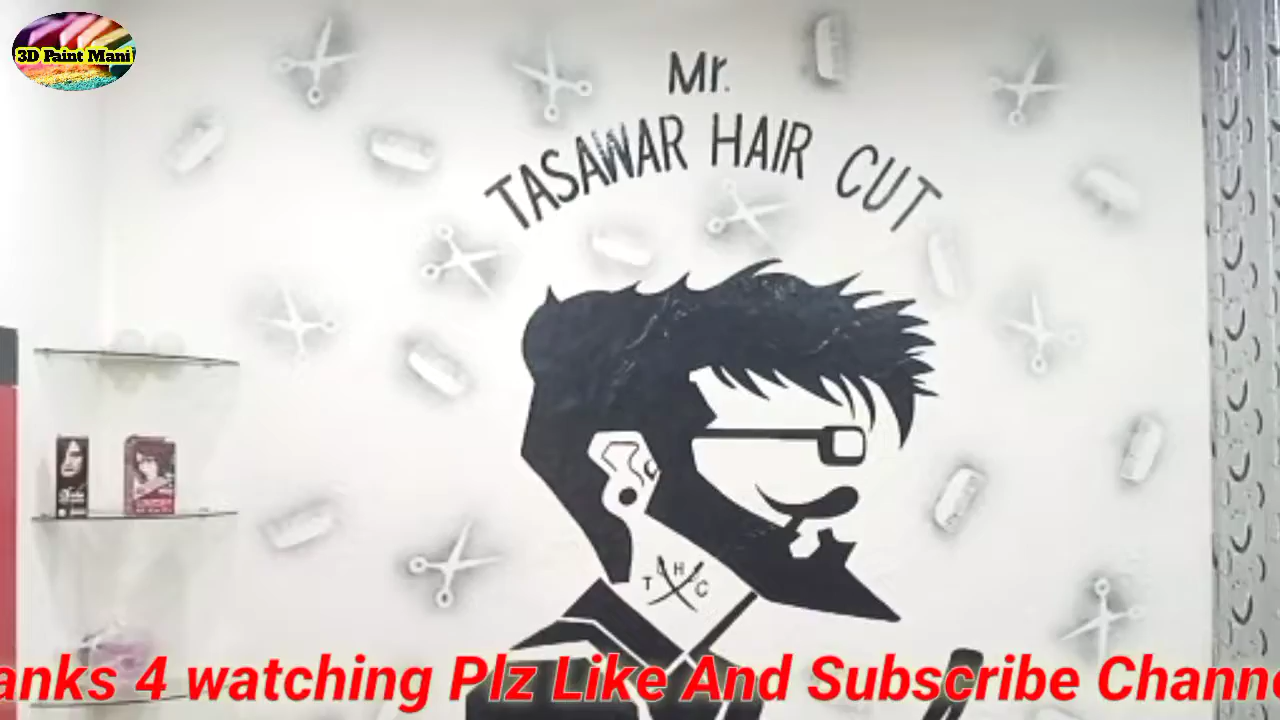 3D Paint Mani
Mr.
TASAWAR HAIR CUT
T H C
anks 4 watching Plz Like And Subscribe Channe